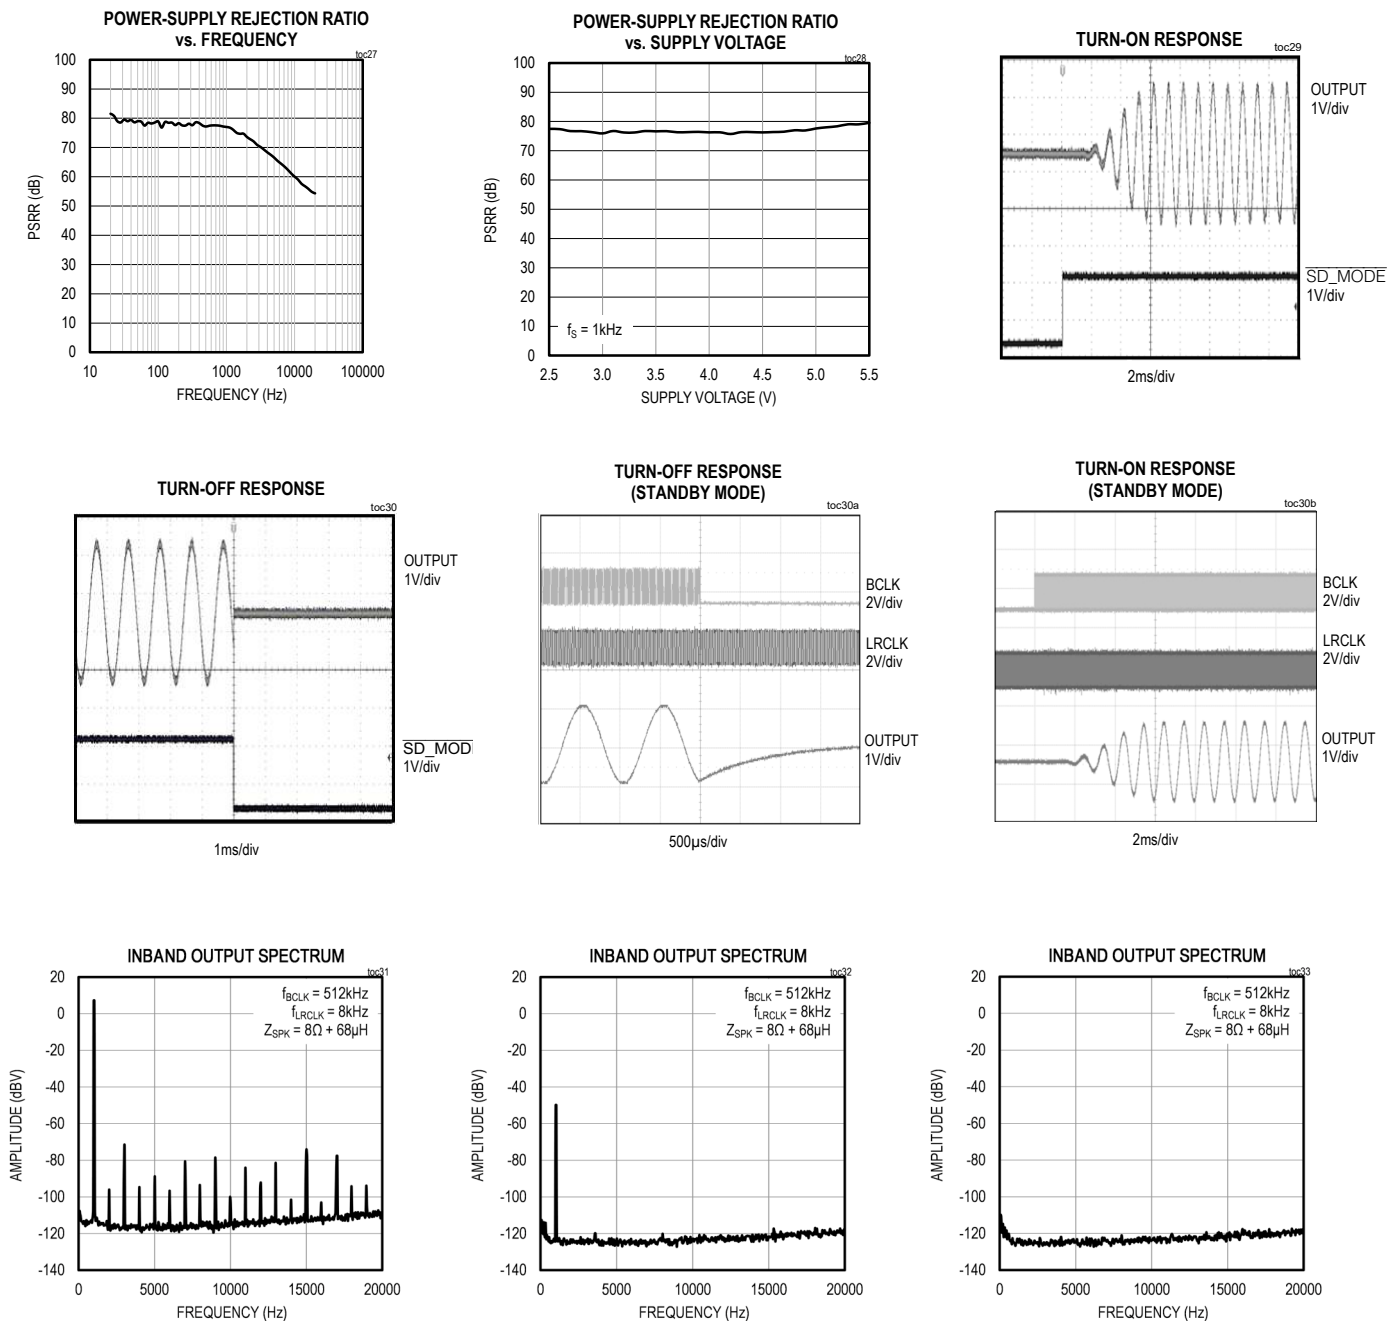 POWER-SUPPLY REJECTION RATIO
vs. FREQUENCY
toc27
100
90
80
70
60
50
40
30
20
10
0
PSRR (dB)
10
100
1000
10000
100000
FREQUENCY (Hz)
POWER-SUPPLY REJECTION RATIO
vs. SUPPLY VOLTAGE
toc28
100
90
80
70
60
50
40
30
20
10
0
PSRR (dB)
fS = 1kHz
2.5
3.0
3.5
4.0
4.5
5.0
5.5
SUPPLY VOLTAGE (V)
TURN-ON RESPONSE
toc29
OUTPUT
1V/div
SD_MODE
1V/div
2ms/div
TURN-OFF RESPONSE
toc30
OUTPUT
1V/div
SD_MOD
1V/div
1ms/div
TURN-OFF RESPONSE
(STANDBY MODE)
toc30a
BCLK
2V/div
LRCLK
2V/div
OUTPUT
1V/div
500µs/div
TURN-ON RESPONSE
(STANDBY MODE)
toc30b
BCLK
2V/div
LRCLK
2V/div
OUTPUT
1V/div
2ms/div
INBAND OUTPUT SPECTRUM
toc31
fBCLK = 512kHz
fLRCLK = 8kHz
ZSPK = 8Ω + 68µH
20
0
-20
-40
-60
-80
-100
-120
-140
AMPLITUDE (dBV)
0
5000
10000
15000
20000
FREQUENCY (Hz)
INBAND OUTPUT SPECTRUM
toc32
fBCLK = 512kHz
fLRCLK = 8kHz
ZSPK = 8Ω + 68µH
20
0
-20
-40
-60
-80
-100
-120
-140
AMPLITUDE (dBV)
0
5000
10000
15000
20000
FREQUENCY (Hz)
INBAND OUTPUT SPECTRUM
toc33
fBCLK = 512kHz
fLRCLK = 8kHz
ZSPK = 8Ω + 68µH
20
0
-20
-40
-60
-80
-100
-120
-140
AMPLITUDE (dBV)
0
5000
10000
15000
20000
FREQUENCY (Hz)